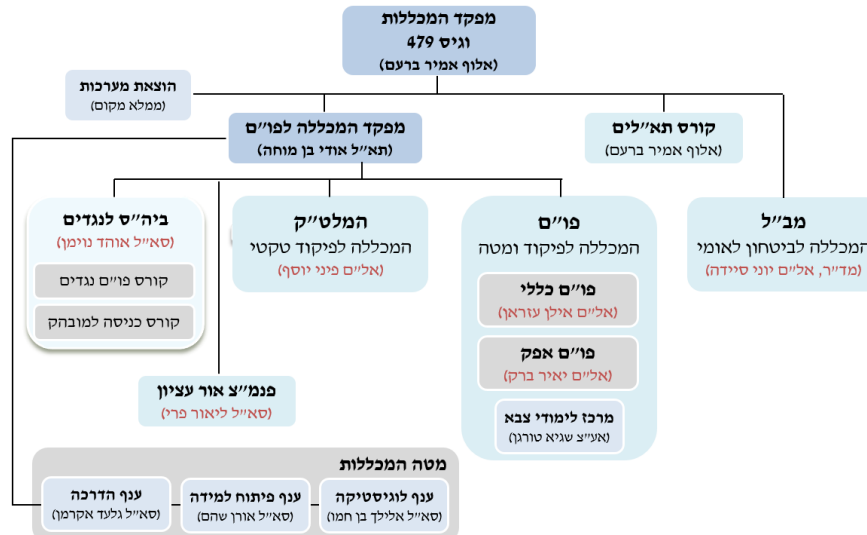 מפקד המכללות
וגיס 479
(אלוף אמיר ברעם)
הוצאת מערכות
(ממלא מקום)
מפקד המכללה לפו"ם
(תא"ל אודי בן מוחה)
קורס תא"לים
(אלוף אמיר ברעם)
ביה"ס לנגדים
(סא"ל אוהד נוימן)
קורס פו"ם נגדים
קורס כניסה למובהק
המלט"ק
המכללה לפיקוד טקטי
(אל"ם פיני יוסף)
פו"ם
המכללה לפיקוד ומטה
פו"ם כללי
(אל"ם אילן עזראן)
פו"ם אפק
(אל"ם יאיר ברק)
מרכז לימודי צבא
(אע"צ שגיא טורגן)
מב"ל
המכללה לביטחון לאומי
(מד"ר, אל"ם יוני סיידה)
פנמ"צ אור עציון
(סא"ל ליאור פרי)
מטה המכללות
ענף לוגיסטיקה
(סא"ל אלילך בן חמו)
ענף פיתוח למידה
(סא"ל אורן שהם)
ענף הדרכה
(סא"ל גלעד אקרמן)